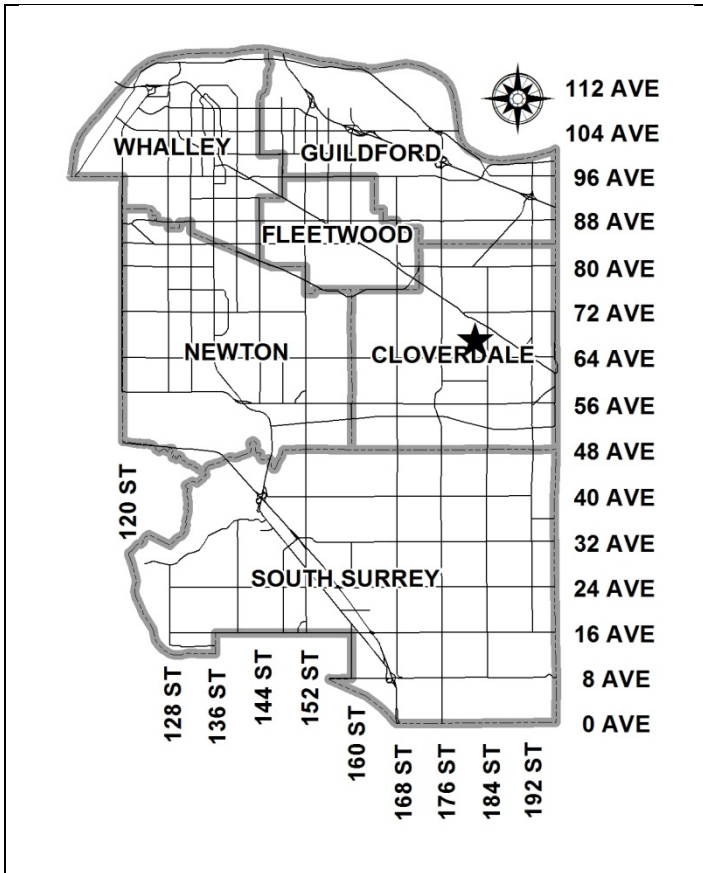 112 AVE
104 AVE
WHALLEY
GUILDFORD
96 AVE
88 AVE
FLEETWOOD
80 AVE
72 AVE
NEWTON
CLOVERDALE
64 AVE
56 AVE
48 AVE
120 ST
40 AVE
32 AVE
SOUTH SURREY
24 AVE
16 AVE
8 AVE
0 AVE
128 ST
136 ST
144 ST
152 ST
160 ST
168 ST
176 ST
184 ST
192 ST